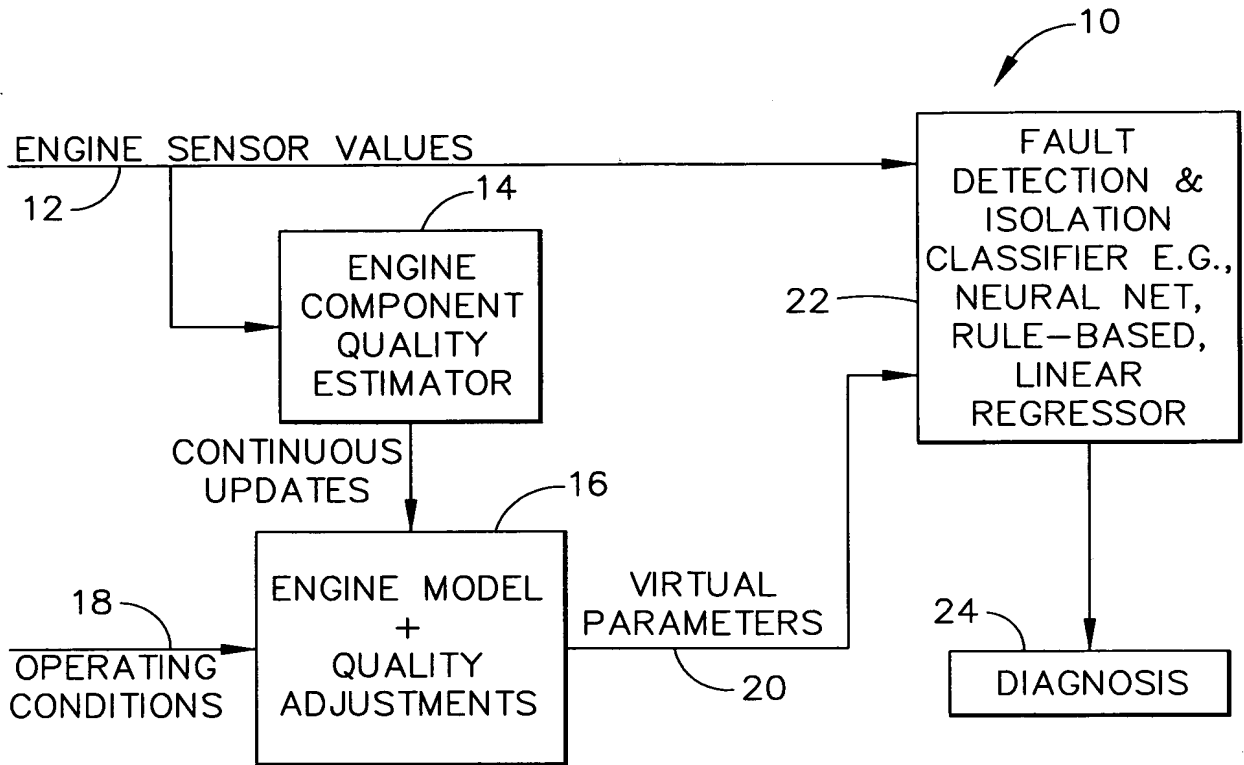 10
ENGINE SENSOR VALUES
12
14
ENGINE
COMPONENT
QUALITY
ESTIMATOR
FAULT
DETECTION &
ISOLATION
CLASSIFIER E.G.,
NEURAL NET,
RULE-BASED,
LINEAR
REGRESSOR
22
CONTINUOUS
UPDATES
16
18
OPERATING
CONDITIONS
ENGINE MODEL
+
QUALITY
ADJUSTMENTS
VIRTUAL
PARAMETERS
20
24
DIAGNOSIS